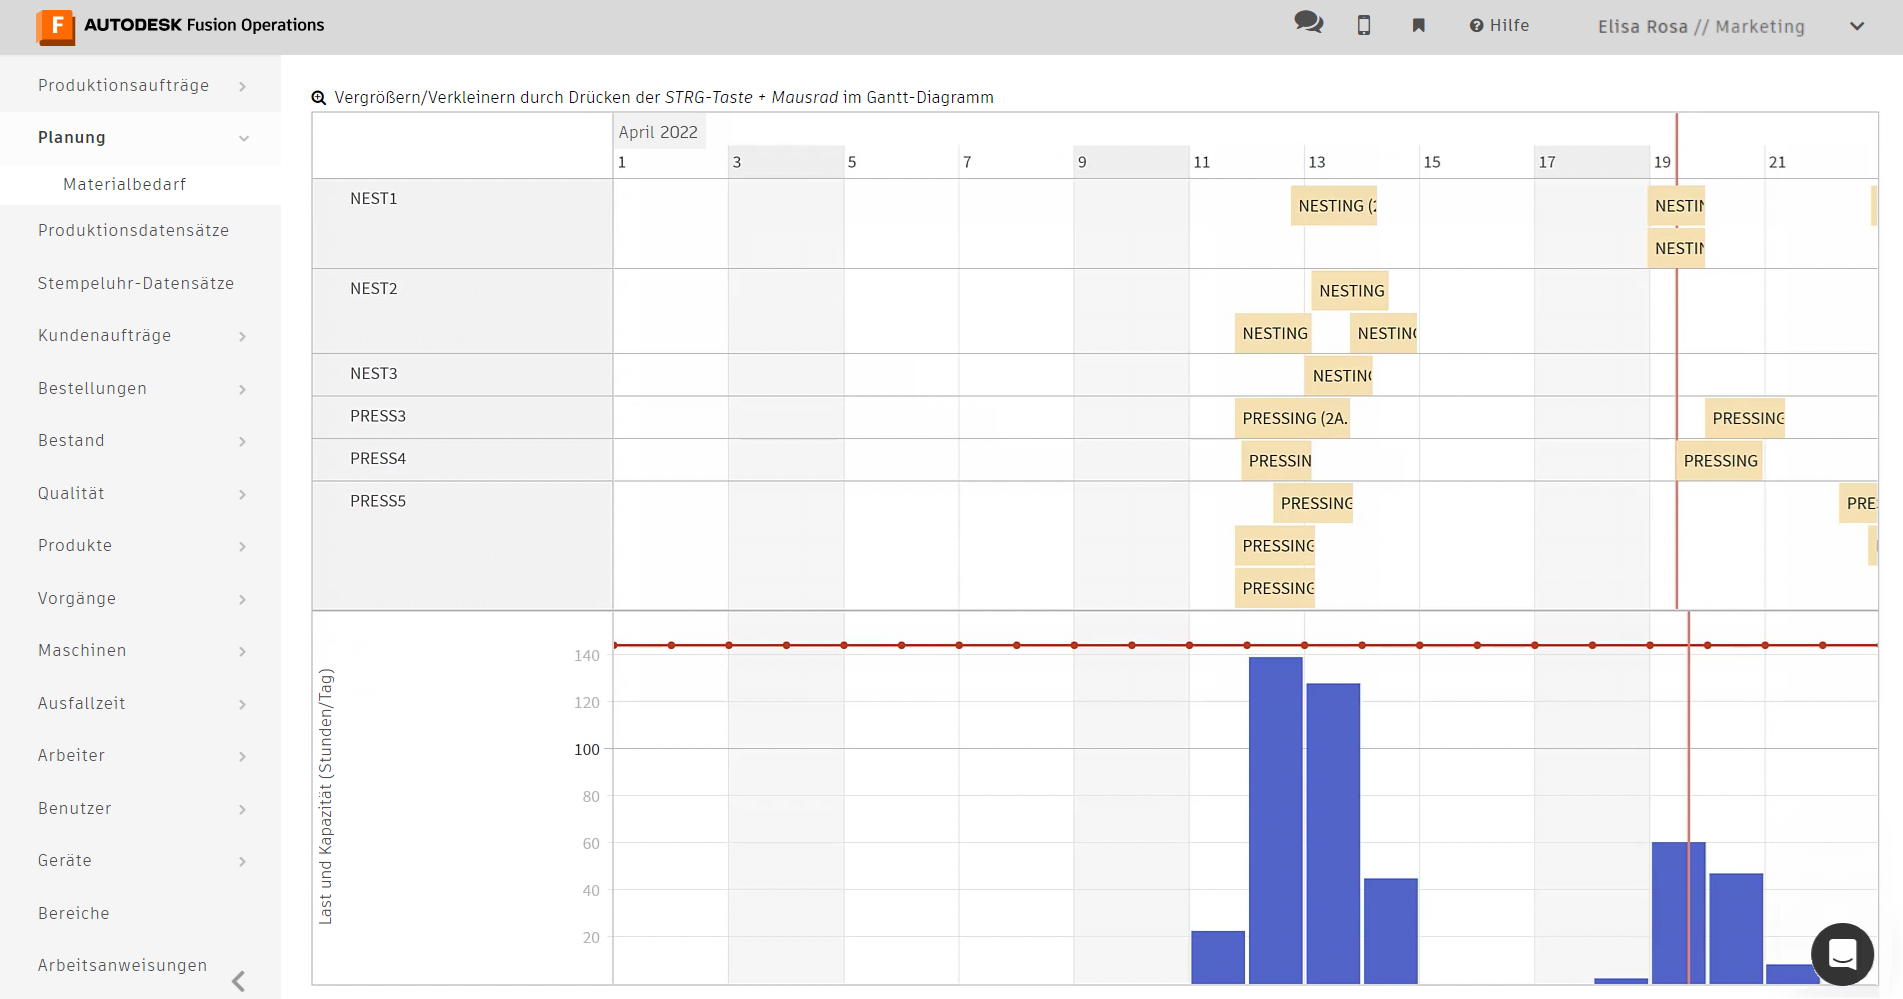 F AUTODESK Fusion Operations
Hilfe
Elisa Rosa // Marketing
Produktionsaufträge
Planung
Materialbedarf
Produktionsdatensätze
Stempeluhr-Datensätze
Kundenaufträge
Bestellungen
Bestand
Qualität
Produkte
Vorgänge
Maschinen
Ausfallzeit
Arbeiter
Benutzer
Geräte
Bereiche
Arbeitsanweisungen
Vergrößern/Verkleinern durch Drücken der STRG-Taste + Mausrad im Gantt-Diagramm
April 2022
1 3 5 7 9 11 13 15 17 19 21
NEST1
NESTING (2
NESTIN
NESTIN
NEST2
NESTING
NESTING
NESTING
NEST3
NESTING
PRESS3
PRESSING (2A.
PRESSING
PRESS4
PRESSIN
PRESSING
PRESS5
PRESSING
PRES
PRESSING
PRESSING
Last und Kapazität (Stunden/Tag)
140
120
100
80
60
40
20